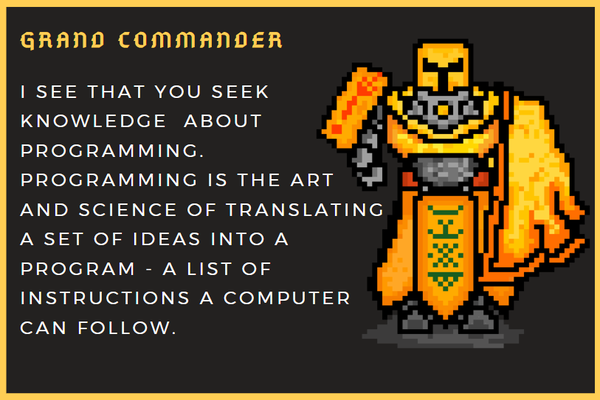 GRAND COMMANDER
I SEE THAT YOU SEEK
KNOWLEDGE ABOUT
PROGRAMMING.
PROGRAMMING IS THE ART
AND SCIENCE OF TRANSLATING
A SET OF IDEAS INTO A
PROGRAM - A LIST OF
INSTRUCTIONS A COMPUTER
CAN FOLLOW.